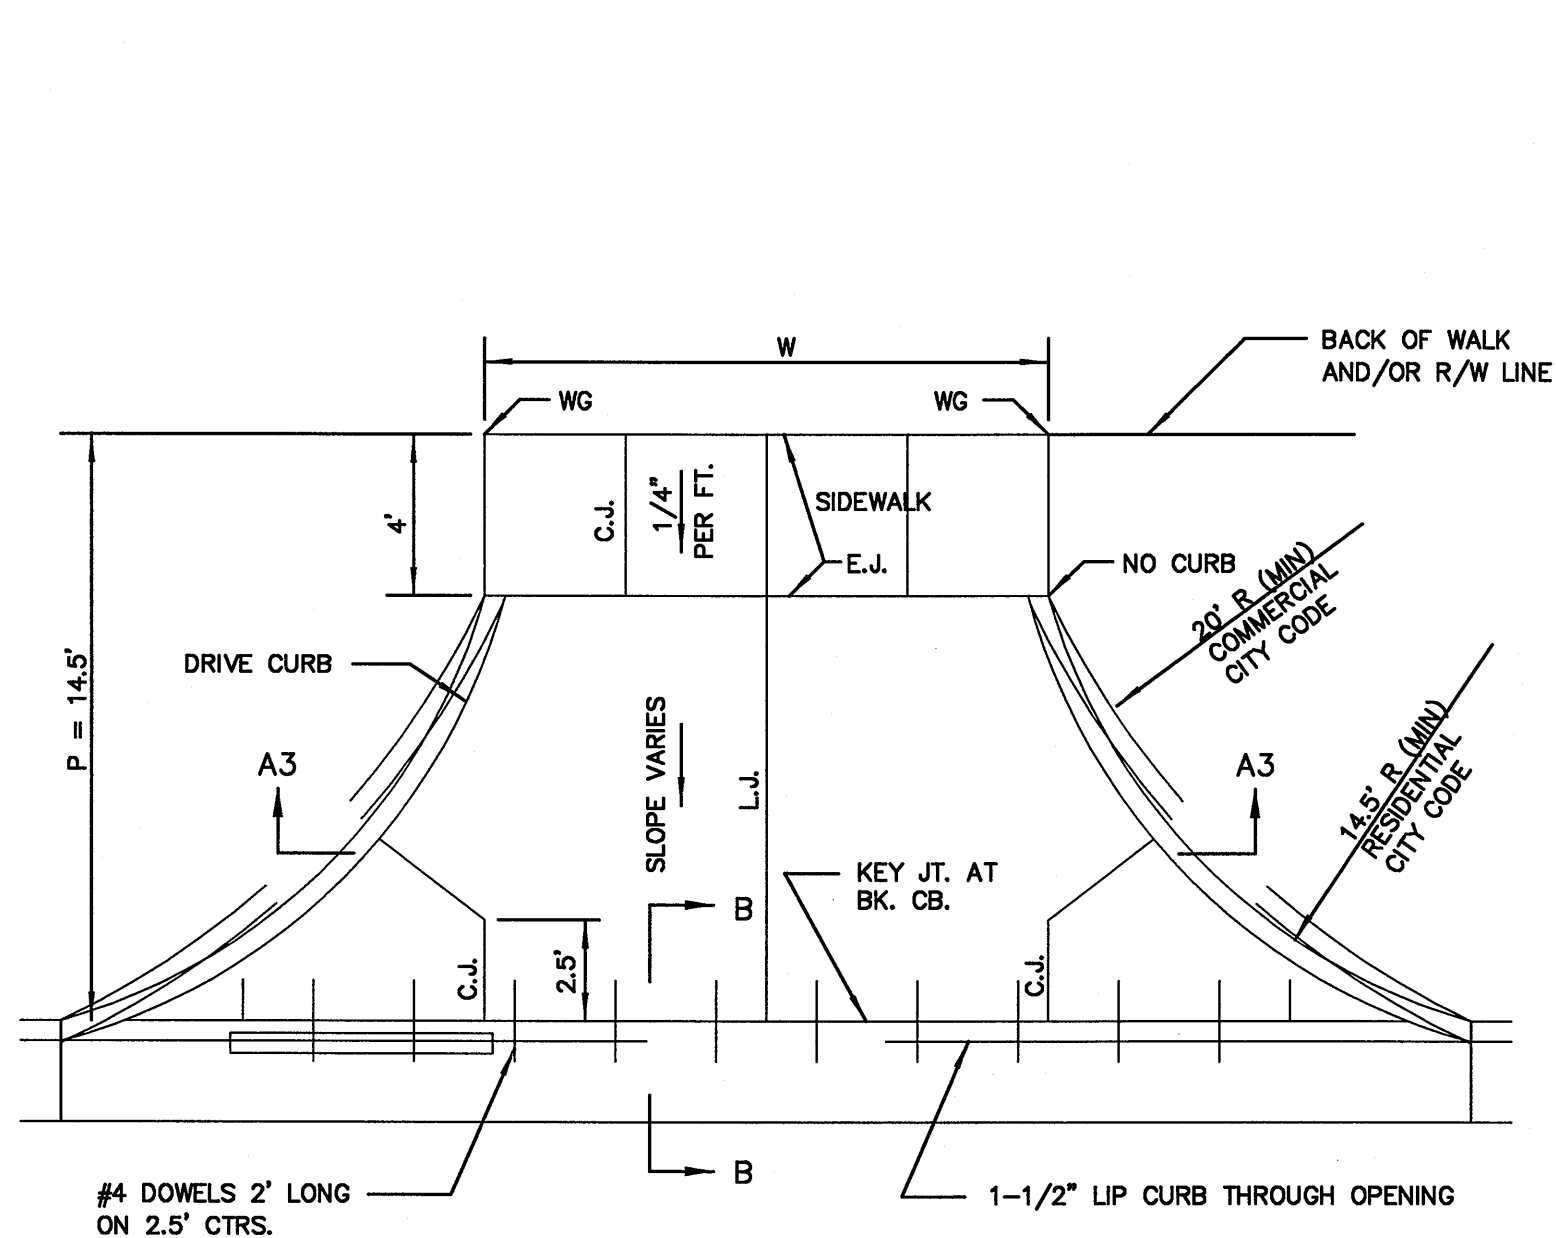 BACK OF WALK
AND/OR R/W LINE
W
WG
WG
4'
C.J.
1/4"
PER FT.
SIDEWALK
E.J.
NO CURB
20' R (MIN)
COMMERCIAL
CITY CODE
DRIVE CURB
P = 14.5'
A3
SLOPE VARIES
L.J.
A3
14.5' R (MIN)
RESIDENTIAL
CITY CODE
KEY JT. AT
BK. CB.
B
C.J.
2.5'
C.J.
B
#4 DOWELS 2' LONG
ON 2.5' CTRS.
1-1/2" LIP CURB THROUGH OPENING